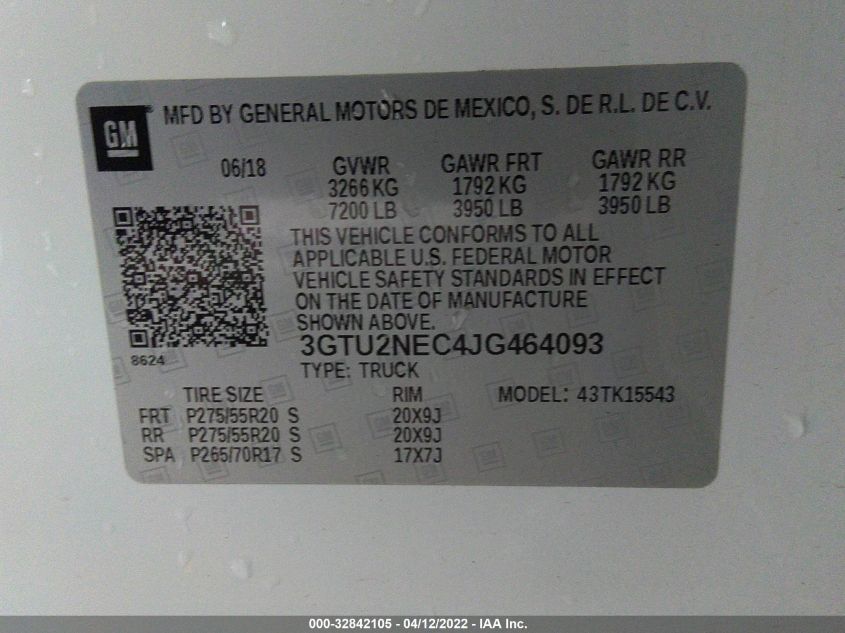 GM ® MFD BY GENERAL MOTORS DE MEXICO, S. DE R.L. DE C.V.
06/18 GVWR GAWR FRT GAWR RR
3266 KG 1792 KG 1792 KG
7200 LB 3950 LB 3950 LB
THIS VEHICLE CONFORMS TO ALL
APPLICABLE U.S. FEDERAL MOTOR
VEHICLE SAFETY STANDARDS IN EFFECT
ON THE DATE OF MANUFACTURE
SHOWN ABOVE.
8624
3GTU2NEC4JG464093
TYPE: TRUCK
TIRE SIZE RIM MODEL: 43TK15543
FRT P275/55R20 S 20X9J
RR P275/55R20 S 20X9J
SPA P265/70R17 S 17X7J
000-32842105 - 04/12/2022 - IAA Inc.